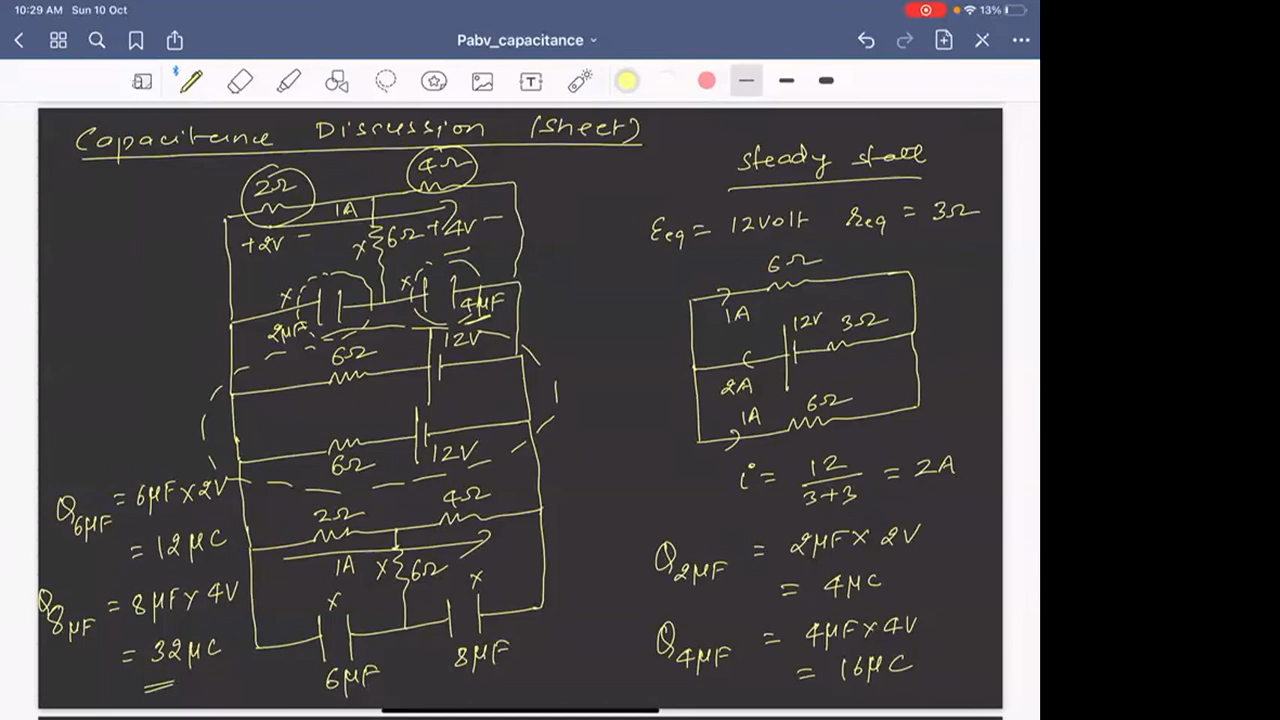 10:29 AM Sun 10 Oct
13%
Pabv_capacitance
Capacitance Discussion (sheet)
2Ω
4Ω
1A
+2V −
x
6Ω
+4V −
x
x
2μF
4μF
6Ω
12V
6Ω
12V
2Ω
4Ω
1A
x
6Ω
x
x
6μF
8μF
Q6μF = 6μF x 2V
= 12μC
Q8μF = 8μF x 4V
= 32μC
steady state
Eeq = 12volt req = 3Ω
6Ω
1A
12V
3Ω
2A
1A
6Ω
i = 12/(3+3) = 2A
Q2μF = 2μF x 2V
= 4μC
Q4μF = 4μF x 4V
= 16μC